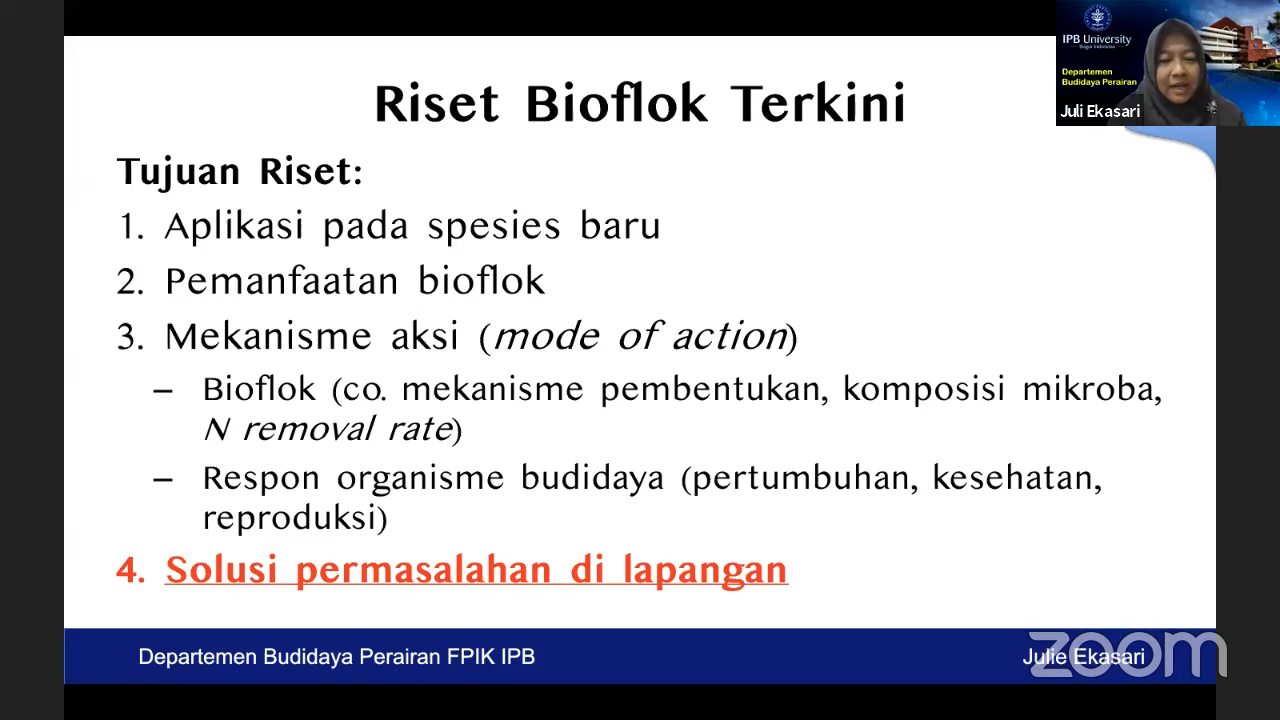 Riset Bioflok Terkini
IPB University
Bogor Indonesia
Departemen
Budidaya Perairan
Juli Ekasari
Tujuan Riset:
1. Aplikasi pada spesies baru
2. Pemanfaatan bioflok
3. Mekanisme aksi (mode of action)
– Bioflok (co. mekanisme pembentukan, komposisi mikroba,
N removal rate)
– Respon organisme budidaya (pertumbuhan, kesehatan,
reproduksi)
4. Solusi permasalahan di lapangan
Departemen Budidaya Perairan FPIK IPB
Julie Ekasari
zoom